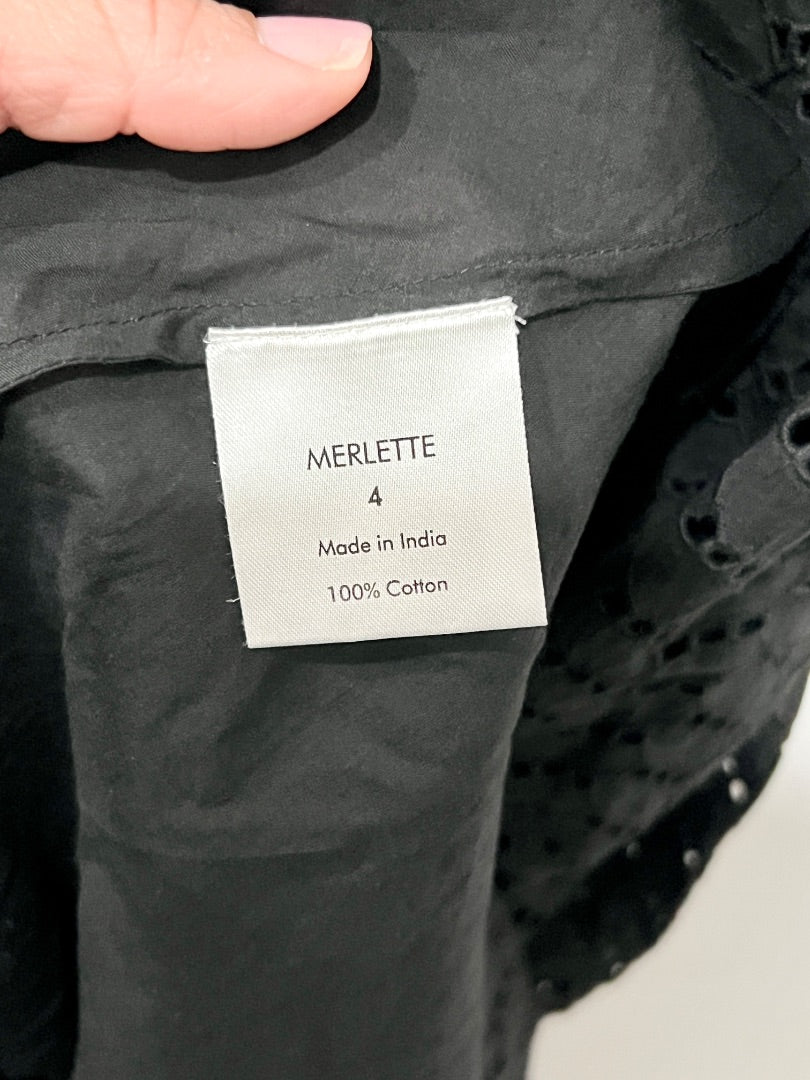 MERLETTE
4
Made in India
100% Cotton